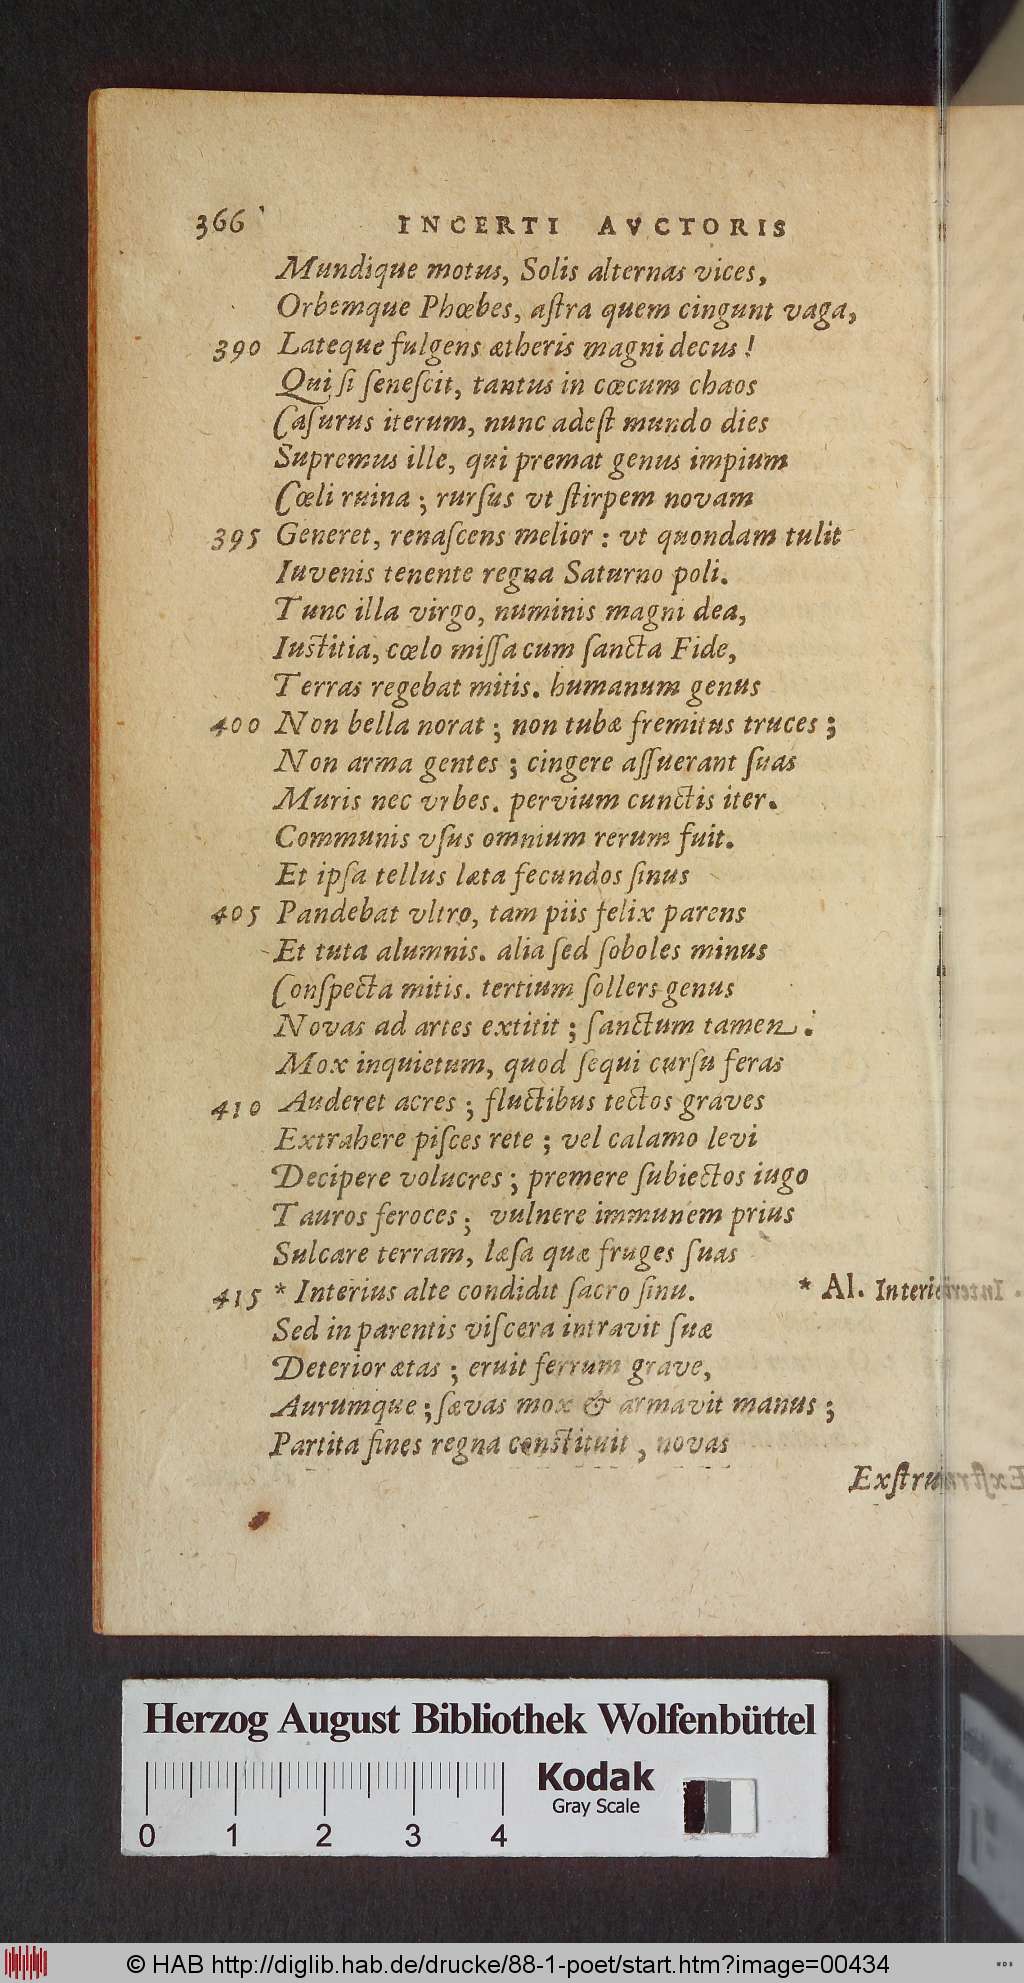 366 INCERTI AVCTORIS
Mundique motus, Solis alternas vices,
Orbemque Phœbes, aſtra quem cingunt vaga,
390 Lateque fulgens ætheris magni decus!
Qui ſi ſeneſcit, tantus in cœcum chaos
Caſurus iterum, nunc adeſt mundo dies
Supremus ille, qui premat genus impium
Cœli ruina; rurſus vt ſtirpem novam
395 Generet, renaſcens melior: vt quondam tulit
Iuvenis tenente regna Saturno poli.
Tunc illa virgo, numinis magni dea,
Iuſtitia, cœlo miſſa cum ſancta Fide,
Terras regebat mitis. humanum genus
400 Non bella norat; non tubæ fremitus truces;
Non arma gentes; cingere aſſuerant ſuas
Muris nec vrbes. pervium cunctis iter.
Communis vſus omnium rerum fuit.
Et ipſa tellus læta fecundos ſinus
405 Pandebat vltro, tam piis felix parens
Et tuta alumnis. alia ſed ſoboles minus
Conſpecta mitis. tertium ſollers genus
Novas ad artes extitit; ſanctum tamen.
Mox inquietum, quod ſequi curſu feras
410 Auderet acres; fluctibus tectos graves
Extrahere piſces rete; vel calamo levi
Decipere volucres; premere ſubiectos iugo
Tauros feroces; vulnere immunem prius
Sulcare terram, læſa quæ fruges ſuas
415 * Interius alte condidit ſacro ſinu. * Al. Interi
Sed in parentis viſcera intravit ſuæ
Deterior ætas; eruit ferrum grave,
Aurumque; ſævas mox & armavit manus;
Partita fines regna conſtituit, novas
Exſtru
Herzog August Bibliothek Wolfenbüttel
Kodak
Gray Scale
0 1 2 3 4
© HAB http://diglib.hab.de/drucke/88-1-poet/start.htm?image=00434